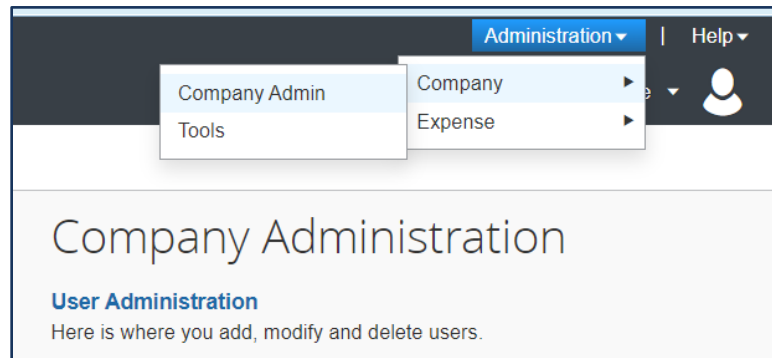 Administration | Help
Company Admin Company e
Tools Expense
Company Administration
User Administration
Here is where you add, modify and delete users.